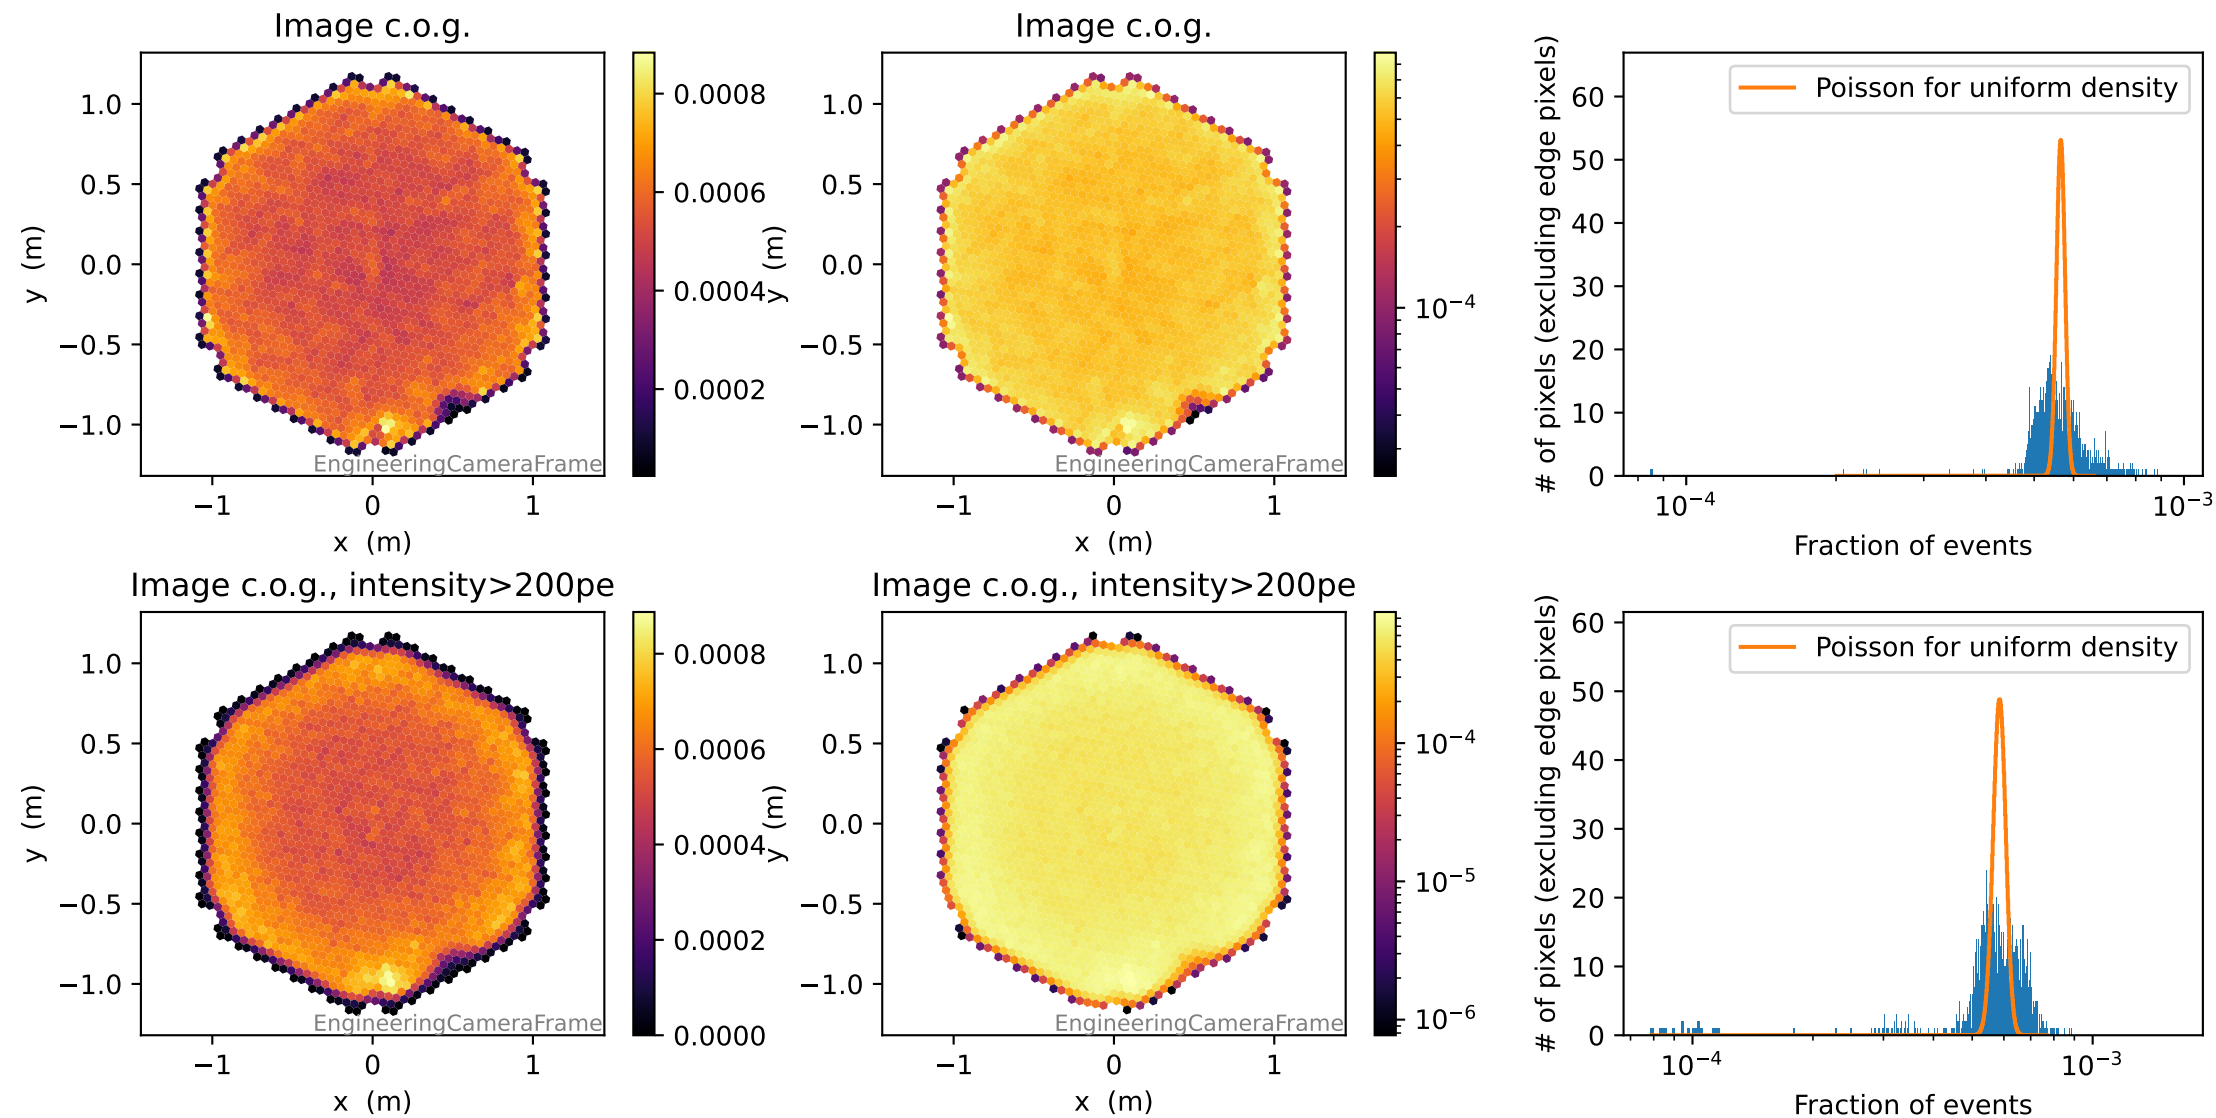 Image c.o.g.
1.0
0.5
0.0
−0.5
−1.0
y (m)
−1
0
1
x (m)
EngineeringCameraFrame
0.0008
0.0006
0.0004
0.0002
Image c.o.g.
1.0
0.5
0.0
−0.5
−1.0
y (m)
−1
0
1
x (m)
EngineeringCameraFrame
10⁻⁴
# of pixels (excluding edge pixels)
60
50
40
30
20
10
0
Poisson for uniform density
10⁻⁴
10⁻³
Fraction of events
Image c.o.g., intensity>200pe
1.0
0.5
0.0
−0.5
−1.0
y (m)
−1
0
1
x (m)
EngineeringCameraFrame
0.0008
0.0006
0.0004
0.0002
0.0000
Image c.o.g., intensity>200pe
1.0
0.5
0.0
−0.5
−1.0
y (m)
−1
0
1
x (m)
EngineeringCameraFrame
10⁻⁴
10⁻⁵
10⁻⁶
# of pixels (excluding edge pixels)
60
50
40
30
20
10
0
Poisson for uniform density
10⁻⁴
10⁻³
Fraction of events